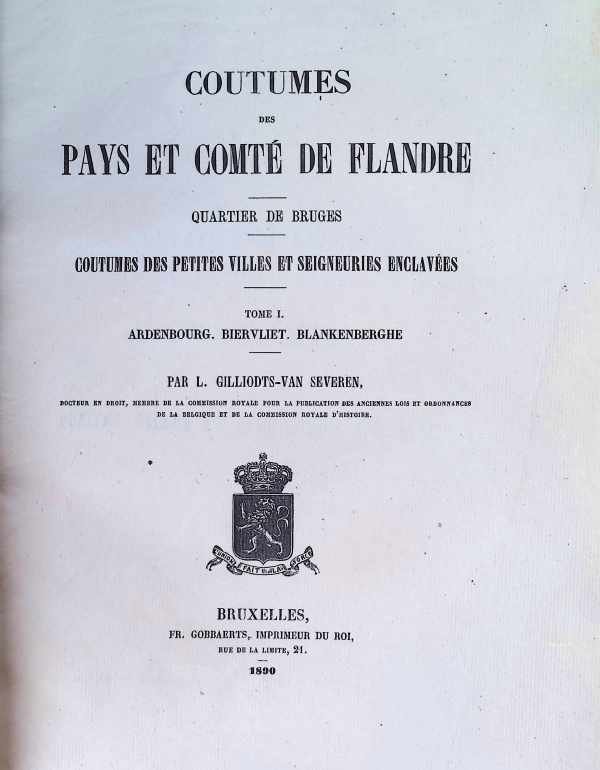 COUTUMES
DES
PAYS ET COMTÉ DE FLANDRE
QUARTIER DE BRUGES
COUTUMES DES PETITES VILLES ET SEIGNEURIES ENCLAVÉES
TOME I.
ARDENBOURG. BIERVLIET. BLANKENBERGHE
PAR L. GILLIODTS-VAN SEVEREN,
DOCTEUR EN DROIT, MEMBRE DE LA COMMISSION ROYALE POUR LA PUBLICATION DES ANCIENNES LOIS ET ORDONNANCES
DE LA BELGIQUE ET DE LA COMMISSION ROYALE D'HISTOIRE.
L'UNION FAIT LA FORCE
BRUXELLES,
FR. GOBBAERTS, IMPRIMEUR DU ROI,
RUE DE LA LIMITE, 21.
1890